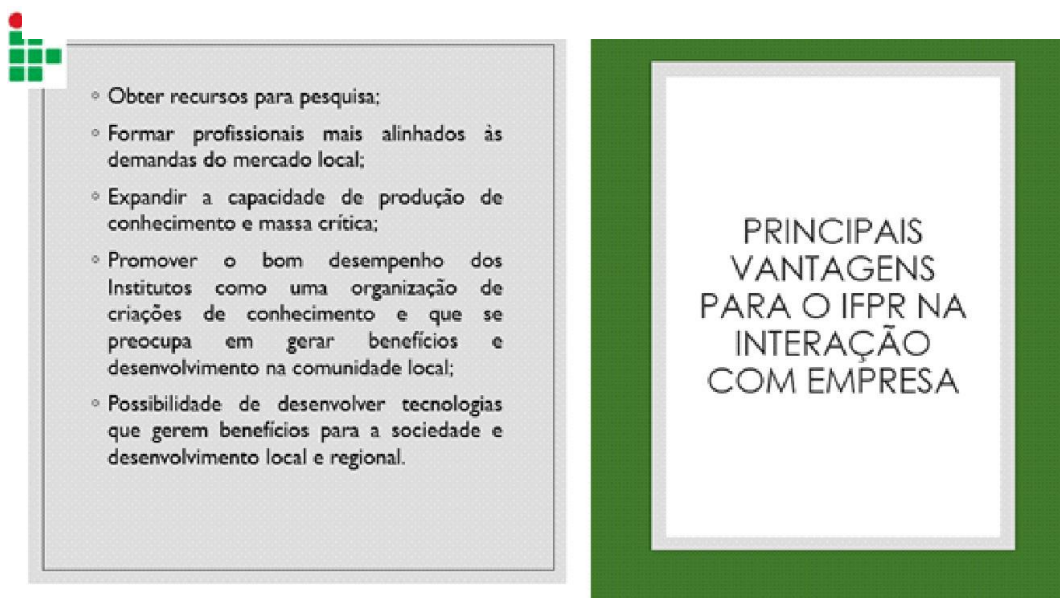 ◦ Obter recursos para pesquisa;
◦ Formar profissionais mais alinhados às
demandas do mercado local;
◦ Expandir a capacidade de produção de
conhecimento e massa crítica;
◦ Promover o bom desempenho dos
Institutos como uma organização de
criações de conhecimento e que se
preocupa em gerar benefícios e
desenvolvimento na comunidade local;
◦ Possibilidade de desenvolver tecnologias
que gerem benefícios para a sociedade e
desenvolvimento local e regional.
PRINCIPAIS
VANTAGENS
PARA O IFPR NA
INTERAÇÃO
COM EMPRESA